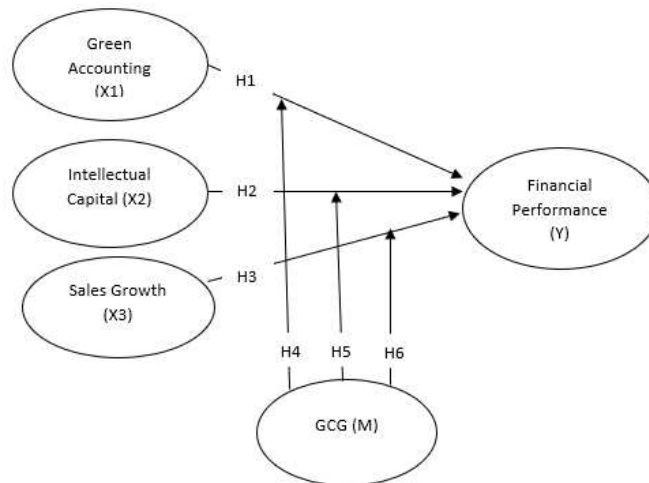 Green
Accounting
(X1)
H1
Intellectual
Capital (X2)
H2
Financial
Performance
(Y)
Sales Growth
(X3)
H3
H4
H5
H6
GCG (M)